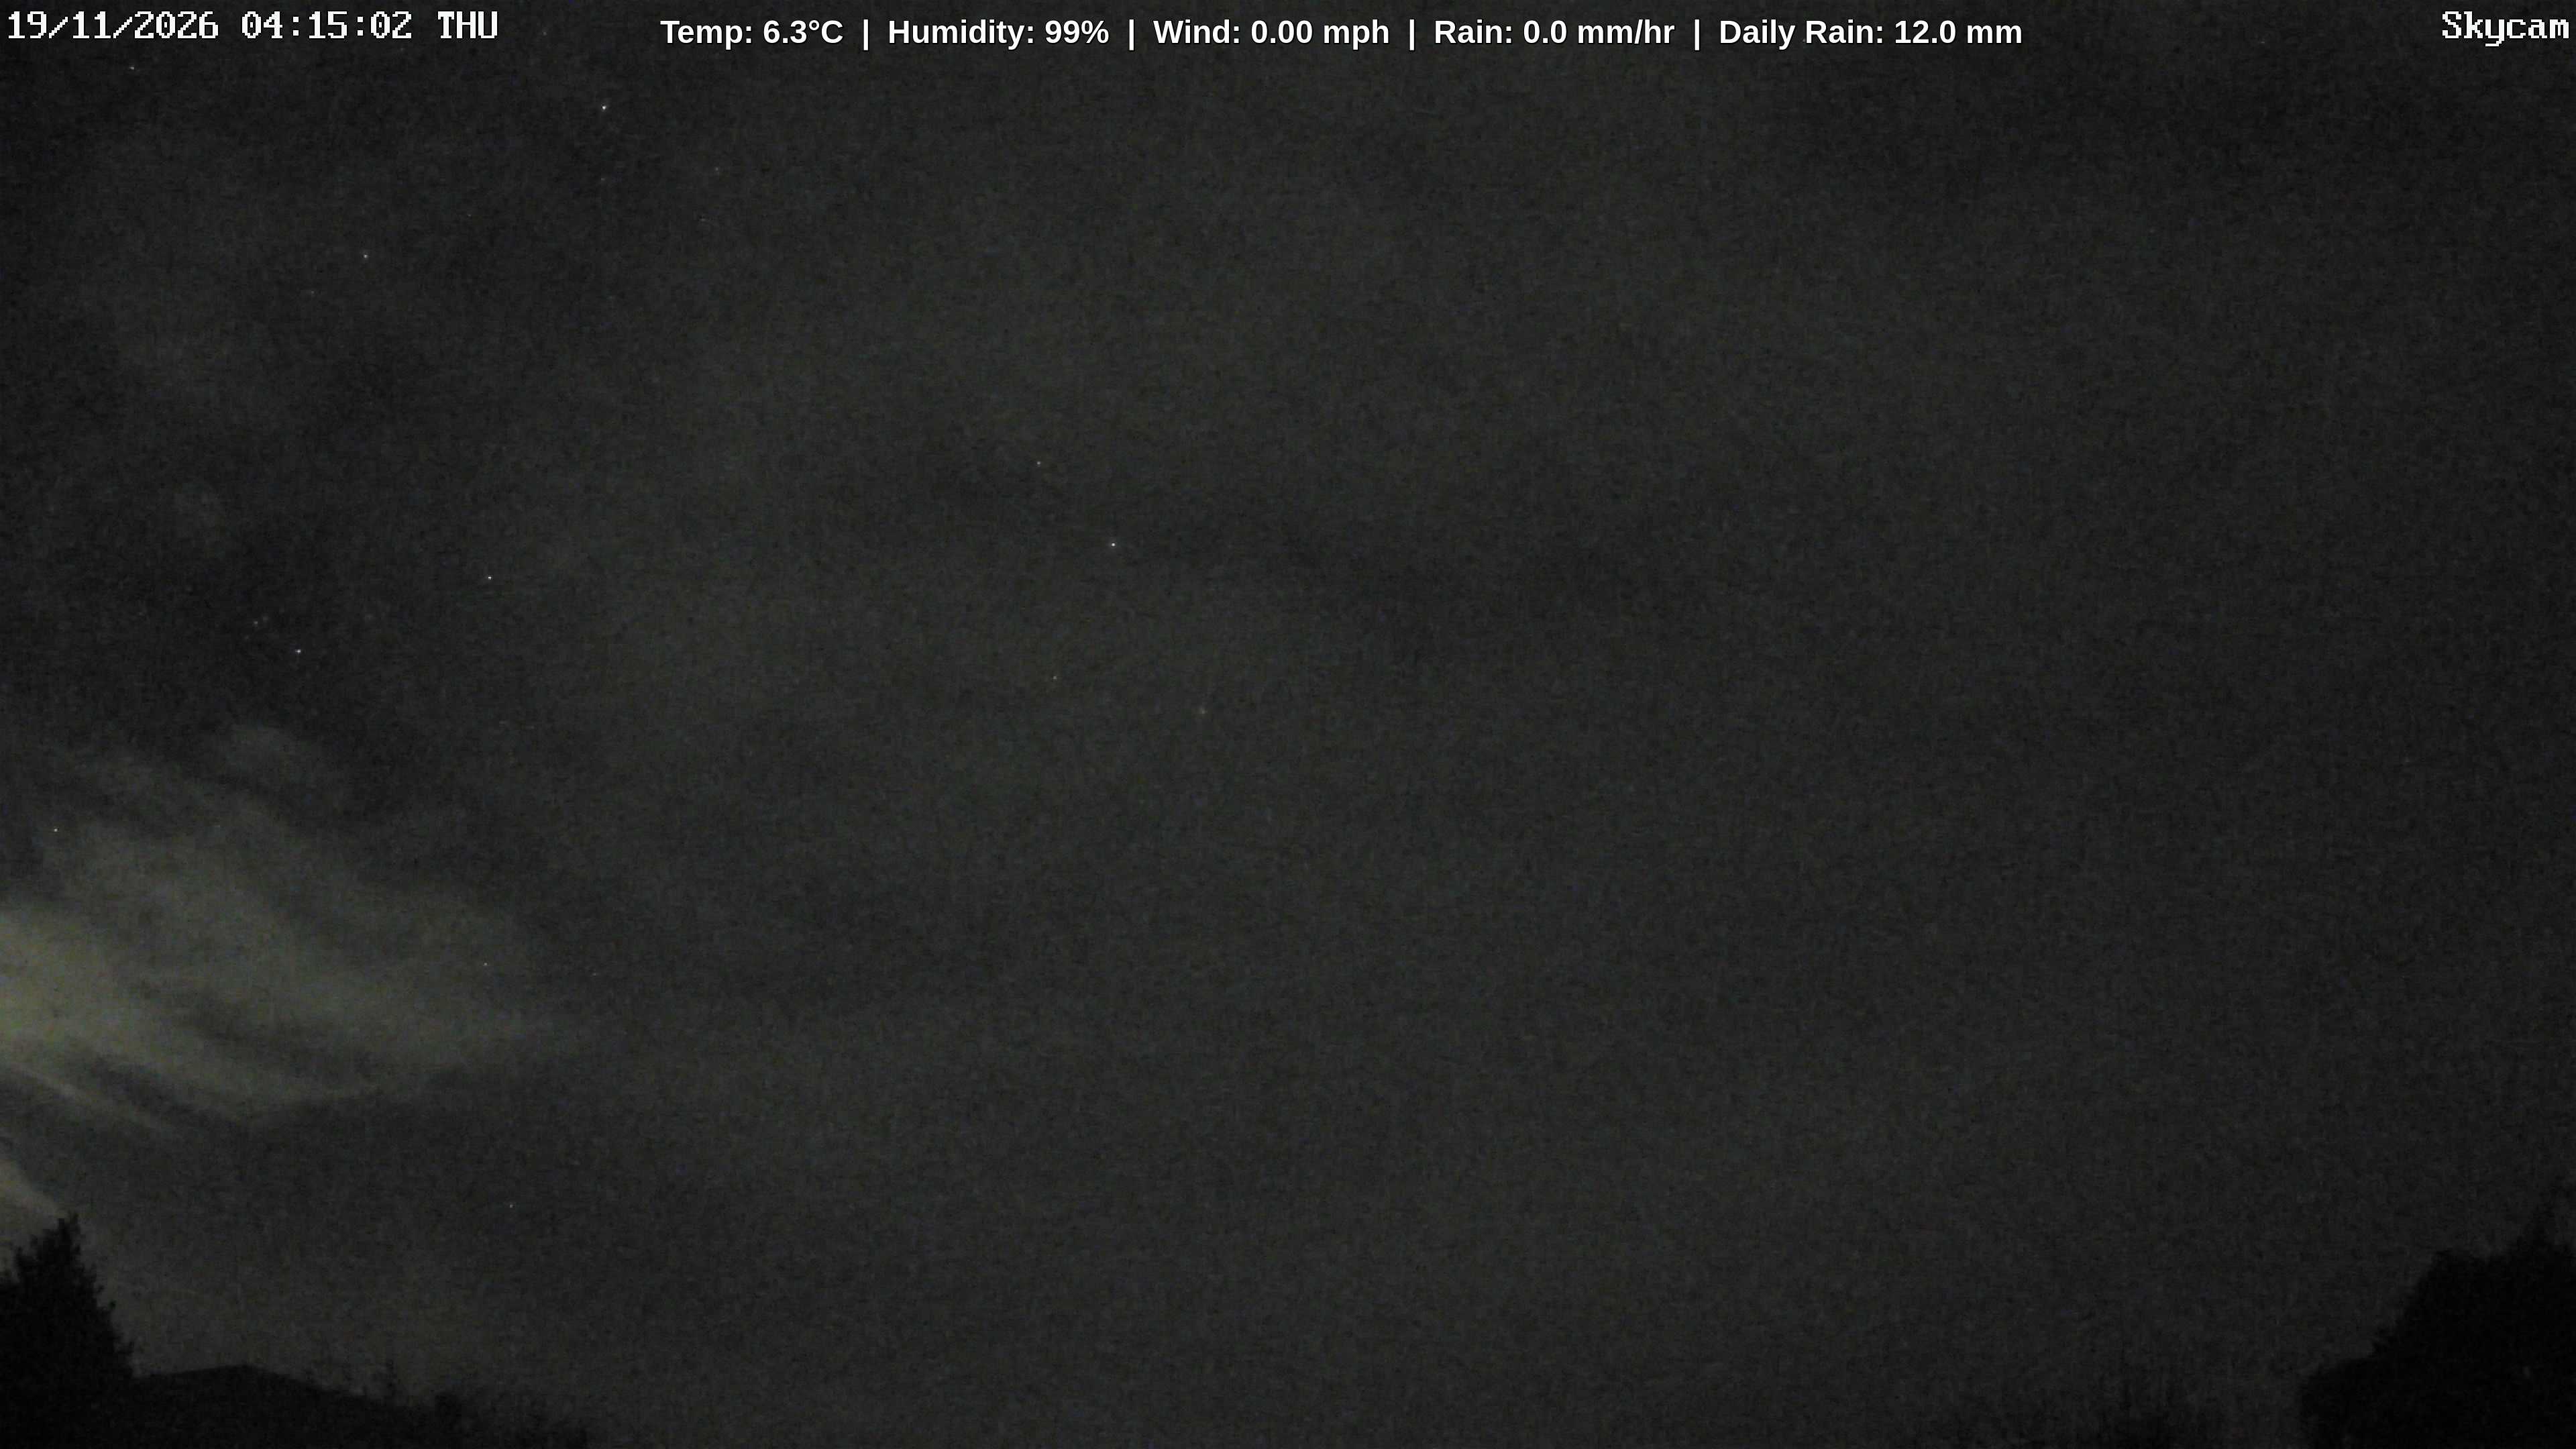 19/11/2026 04:15:02 THU
Temp: 6.3°C | Humidity: 99% | Wind: 0.00 mph | Rain: 0.0 mm/hr | Daily Rain: 12.0 mm
Skycam